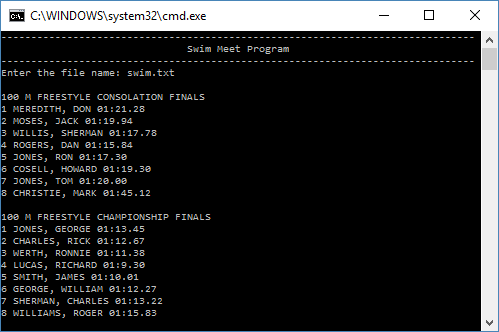 C:\WINDOWS\system32\cmd.exe
--------------------------------------------------------------------------------
Swim Meet Program
--------------------------------------------------------------------------------
Enter the file name: swim.txt
100 M FREESTYLE CONSOLATION FINALS
1 MEREDITH, DON 01:21.28
2 MOSES, JACK 01:19.94
3 WILLIS, SHERMAN 01:17.78
4 ROGERS, DAN 01:15.84
5 JONES, RON 01:17.30
6 COSELL, HOWARD 01:19.30
7 JONES, TOM 01:20.00
8 CHRISTIE, MARK 01:45.12
100 M FREESTYLE CHAMPIONSHIP FINALS
1 JONES, GEORGE 01:13.45
2 CHARLES, RICK 01:12.67
3 WERTH, RONNIE 01:11.38
4 LUCAS, RICHARD 01:9.30
5 SMITH, JAMES 01:10.01
6 GEORGE, WILLIAM 01:12.27
7 SHERMAN, CHARLES 01:13.22
8 WILLIAMS, ROGER 01:15.83